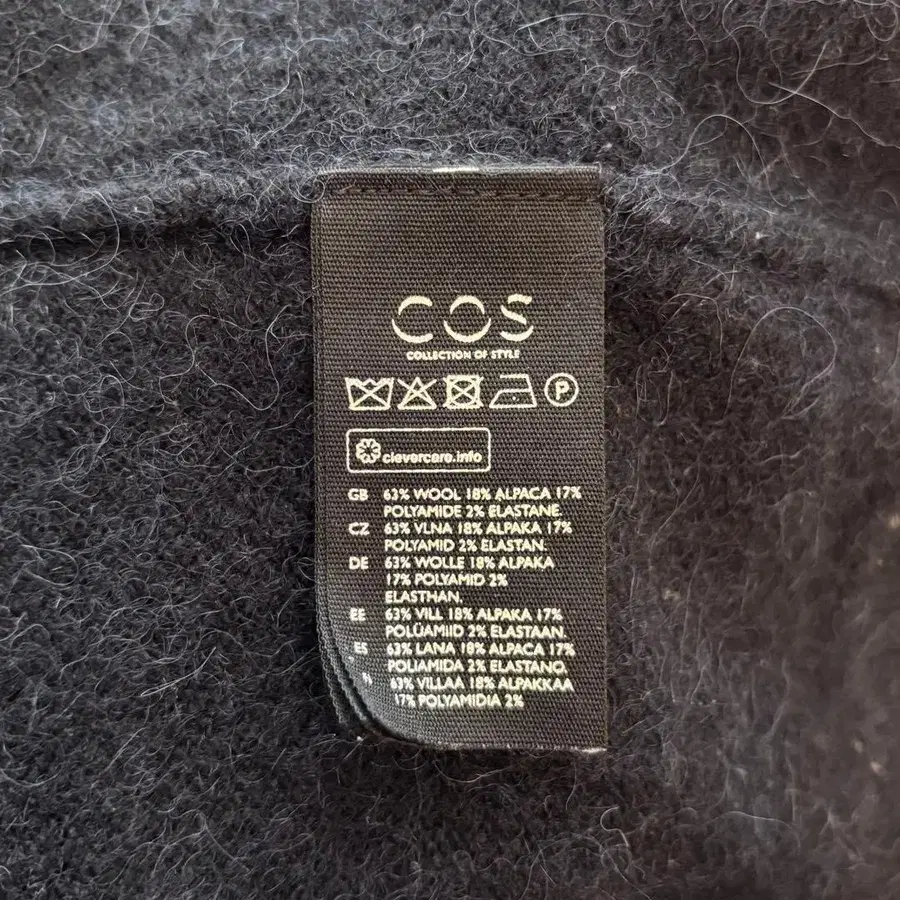 COS
COLLECTION OF STYLE
P
clevercare.info
GB 63% WOOL 18% ALPACA 17%
POLYAMIDE 2% ELASTANE.
CZ 63% VLNA 18% ALPAKA 17%
POLYAMID 2% ELASTAN.
DE 63% WOLLE 18% ALPAKA
17% POLYAMID 2%
ELASTHAN.
EE 63% VILL 18% ALPAKA 17%
POLÜAMIID 2% ELASTAAN.
ES 63% LANA 18% ALPACA 17%
POLIAMIDA 2% ELASTANO.
63% VILLAA 18% ALPAKKAA
17% POLYAMIDIA 2%